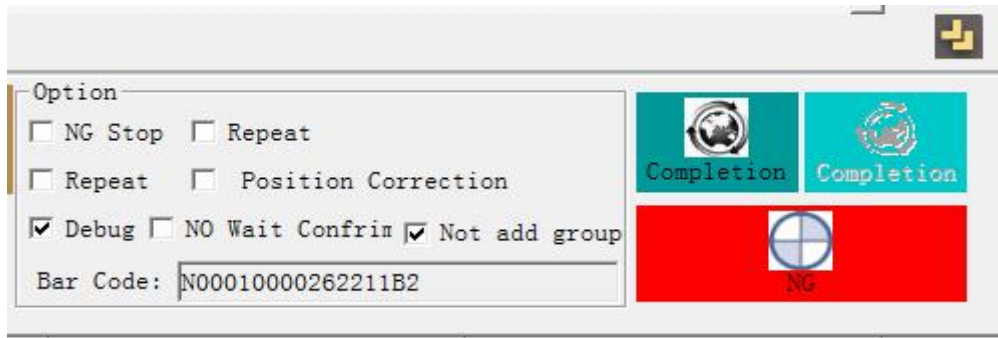 Option
NG Stop Repeat
Completion Completion
Repeat Position Correction
Debug NO Wait Confrim Not add group
Bar Code: N00010000262211B2
NG